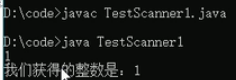 D:\code>javac TestScanner1.java
D:\code>java TestScanner1
1
我们获得的整数是：1